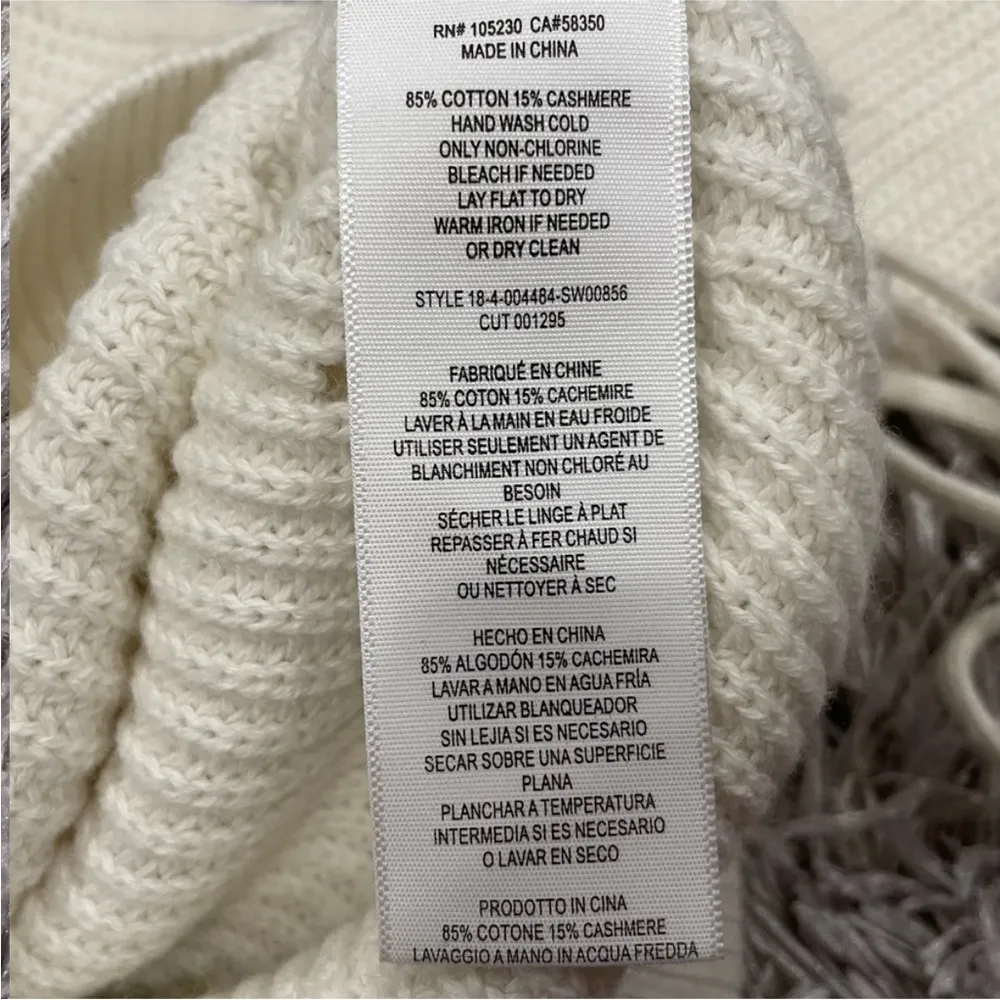 RN# 105230 CA#58350
MADE IN CHINA
85% COTTON 15% CASHMERE
HAND WASH COLD
ONLY NON-CHLORINE
BLEACH IF NEEDED
LAY FLAT TO DRY
WARM IRON IF NEEDED
OR DRY CLEAN
STYLE 18-4-004484-SW00856
CUT 001295
FABRIQUÉ EN CHINE
85% COTON 15% CACHEMIRE
LAVER À LA MAIN EN EAU FROIDE
UTILISER SEULEMENT UN AGENT DE
BLANCHIMENT NON CHLORÉ AU
BESOIN
SÉCHER LE LINGE À PLAT
REPASSER À FER CHAUD SI
NÉCESSAIRE
OU NETTOYER À SEC
HECHO EN CHINA
85% ALGODÓN 15% CACHEMIRA
LAVAR A MANO EN AGUA FRÍA
UTILIZAR BLANQUEADOR
SIN LEJIA SI ES NECESARIO
SECAR SOBRE UNA SUPERFICIE
PLANA
PLANCHAR A TEMPERATURA
INTERMEDIA SI ES NECESARIO
O LAVAR EN SECO
PRODOTTO IN CINA
85% COTONE 15% CASHMERE
LAVAGGIO A MANO IN ACQUA FREDDA